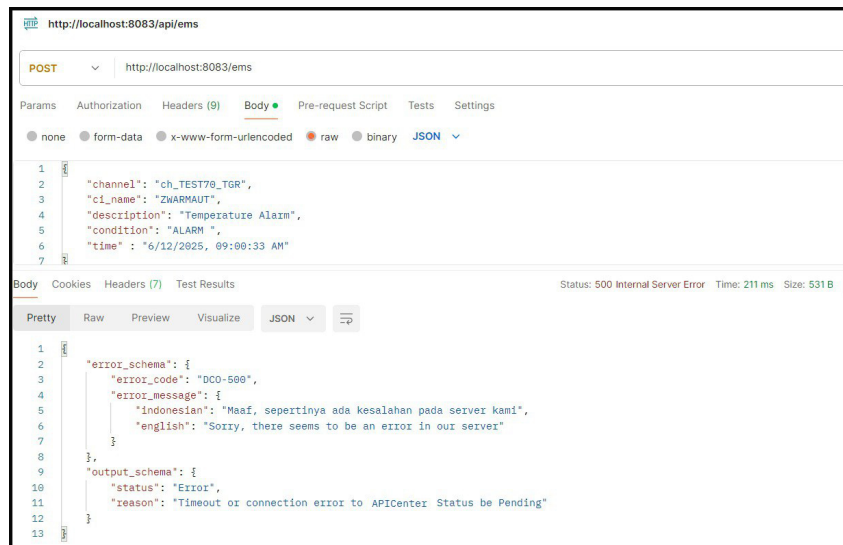 HTTP http://localhost:8083/api/ems
POST http://localhost:8083/ems
Params Authorization Headers (9) Body Pre-request Script Tests Settings
none form-data x-www-form-urlencoded raw binary JSON
1 {
2 "channel": "ch_TEST70_TGR",
3 "ci_name": "ZWARMAUT",
4 "description": "Temperature Alarm",
5 "condition": "ALARM ",
6 "time" : "6/12/2025, 09:00:33 AM"
7 }
Body Cookies Headers (7) Test Results Status: 500 Internal Server Error Time: 211 ms Size: 531 B
Pretty Raw Preview Visualize JSON
1 {
2 "error_schema": {
3 "error_code": "DCO-500",
4 "error_message": {
5 "indonesian": "Maaf, sepertinya ada kesalahan pada server kami",
6 "english": "Sorry, there seems to be an error in our server"
7 }
8 },
9 "output_schema": {
10 "status": "Error",
11 "reason": "Timeout or connection error to APICenter Status be Pending"
12 }
13 }